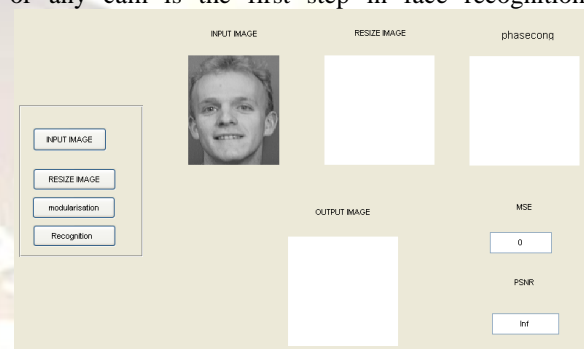 or any cam is the first step in face recognition
INPUT IMAGE RESIZE IMAGE phasecong
INPUT IMAGE
RESIZE IMAGE
modularisation
Recognition
OUTPUT IMAGE
MSE
0
PSNR
Inf